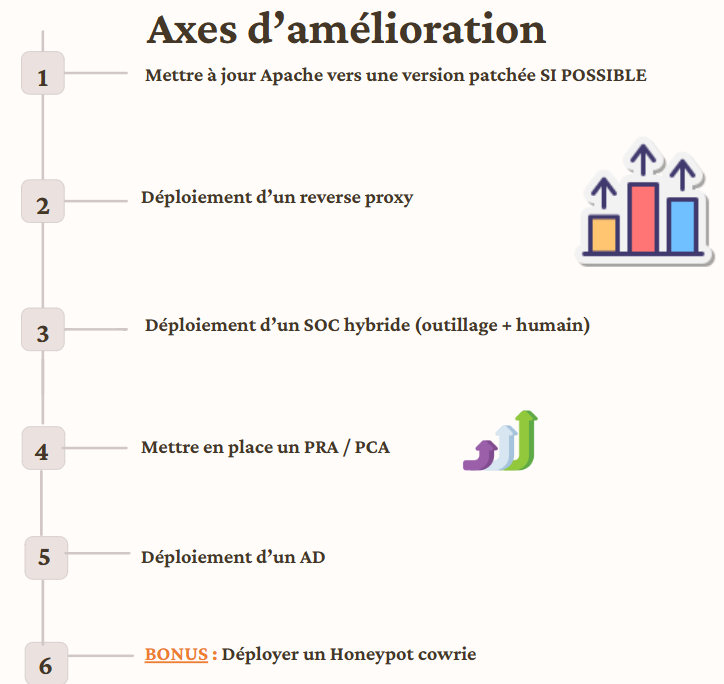 Axes d’amélioration
1
Mettre à jour Apache vers une version patchée SI POSSIBLE
2
Déploiement d’un reverse proxy
3
Déploiement d’un SOC hybride (outillage + humain)
4
Mettre en place un PRA / PCA
5
Déploiement d’un AD
6
BONUS : Déployer un Honeypot cowrie